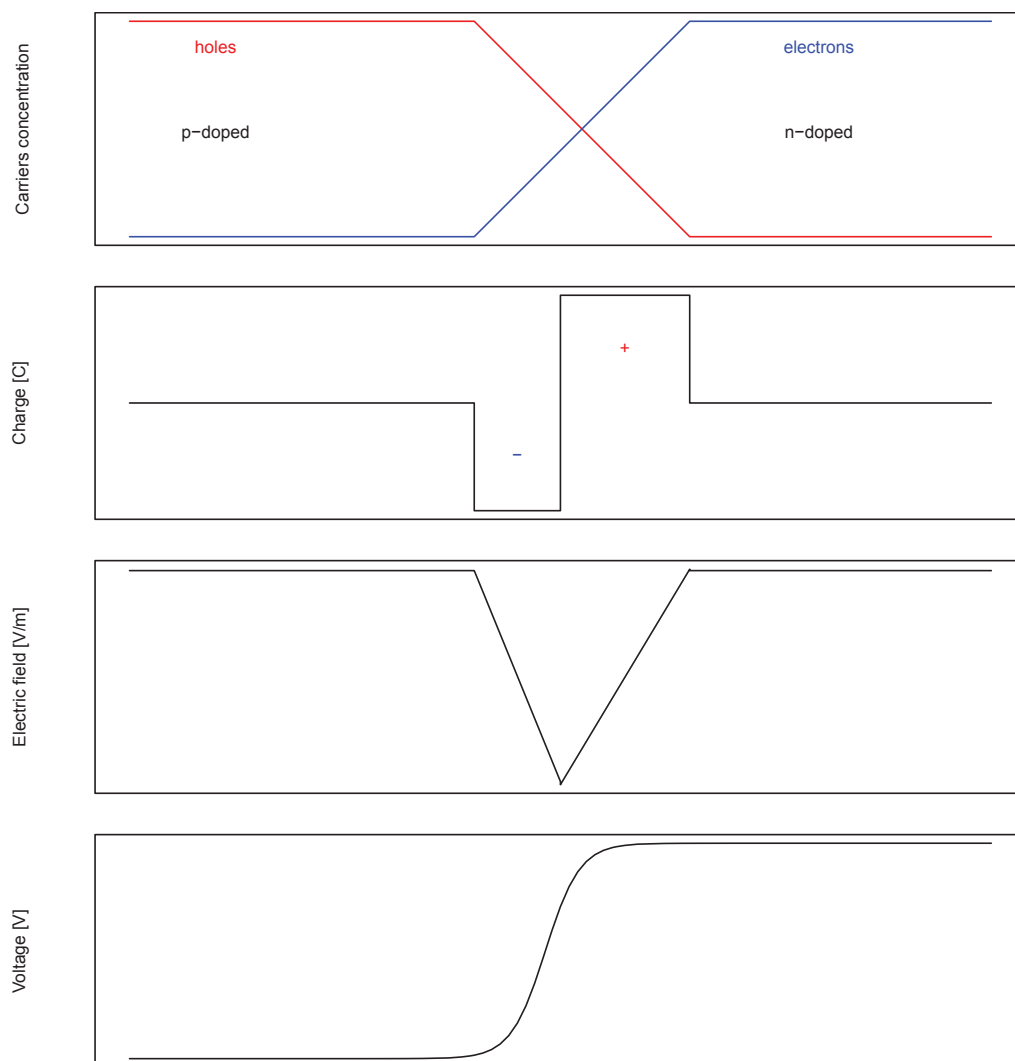 Carriers concentration
holes
electrons
p−doped
n−doped
Charge [C]
+
−
Electric field [V/m]
Voltage [V]